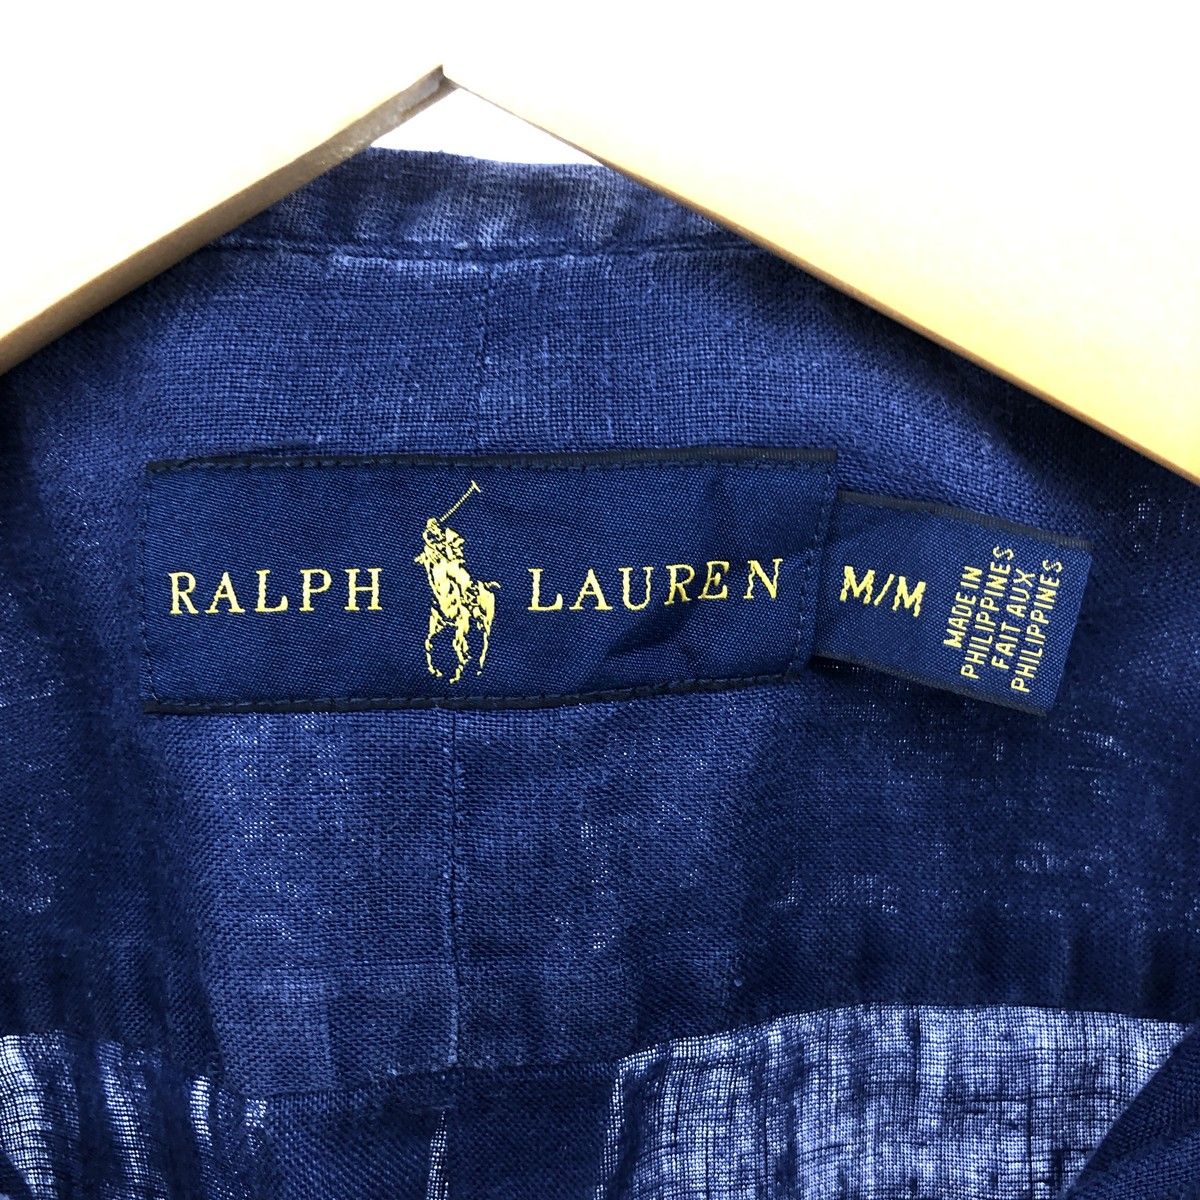 RALPH LAUREN
M/M
MADE IN
PHILIPPINES
FAIT AUX
PHILIPPINES